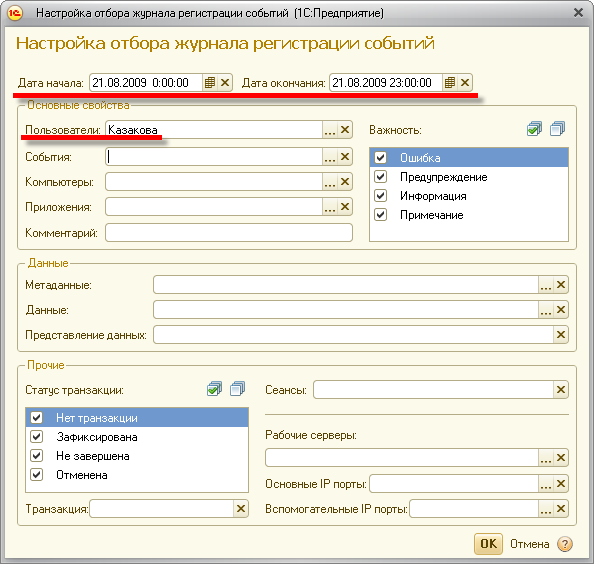 Настройка отбора журнала регистрации событий (1С:Предприятие)
Настройка отбора журнала регистрации событий
Дата начала: 21.08.2009 0:00:00 Дата окончания: 21.08.2009 23:00:00
Основные свойства
Пользователи: Казакова ... Важность:
События: ... Ошибка
Компьютеры: ... Предупреждение
Приложения: ... Информация
Примечание
Комментарий:
Данные
Метаданные: ...
Данные: ...
Представление данных:
Прочие
Статус транзакции: Сеансы:
Нет транзакции
Зафиксирована Рабочие серверы:
Не завершена ...
Отменена Основные IP порты: ...
Транзакция: Вспомогательные IP порты: ...
OK Отмена ?